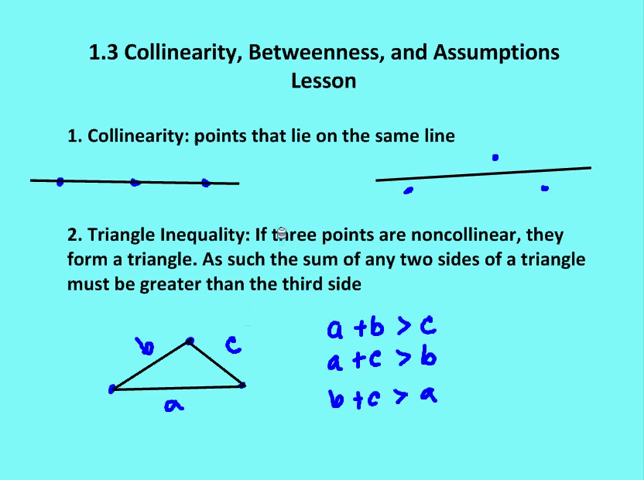 1.3 Collinearity, Betweenness, and Assumptions
Lesson
1. Collinearity: points that lie on the same line
2. Triangle Inequality: If three points are noncollinear, they
form a triangle. As such the sum of any two sides of a triangle
must be greater than the third side
b
c
a
a + b > c
a + c > b
b + c > a